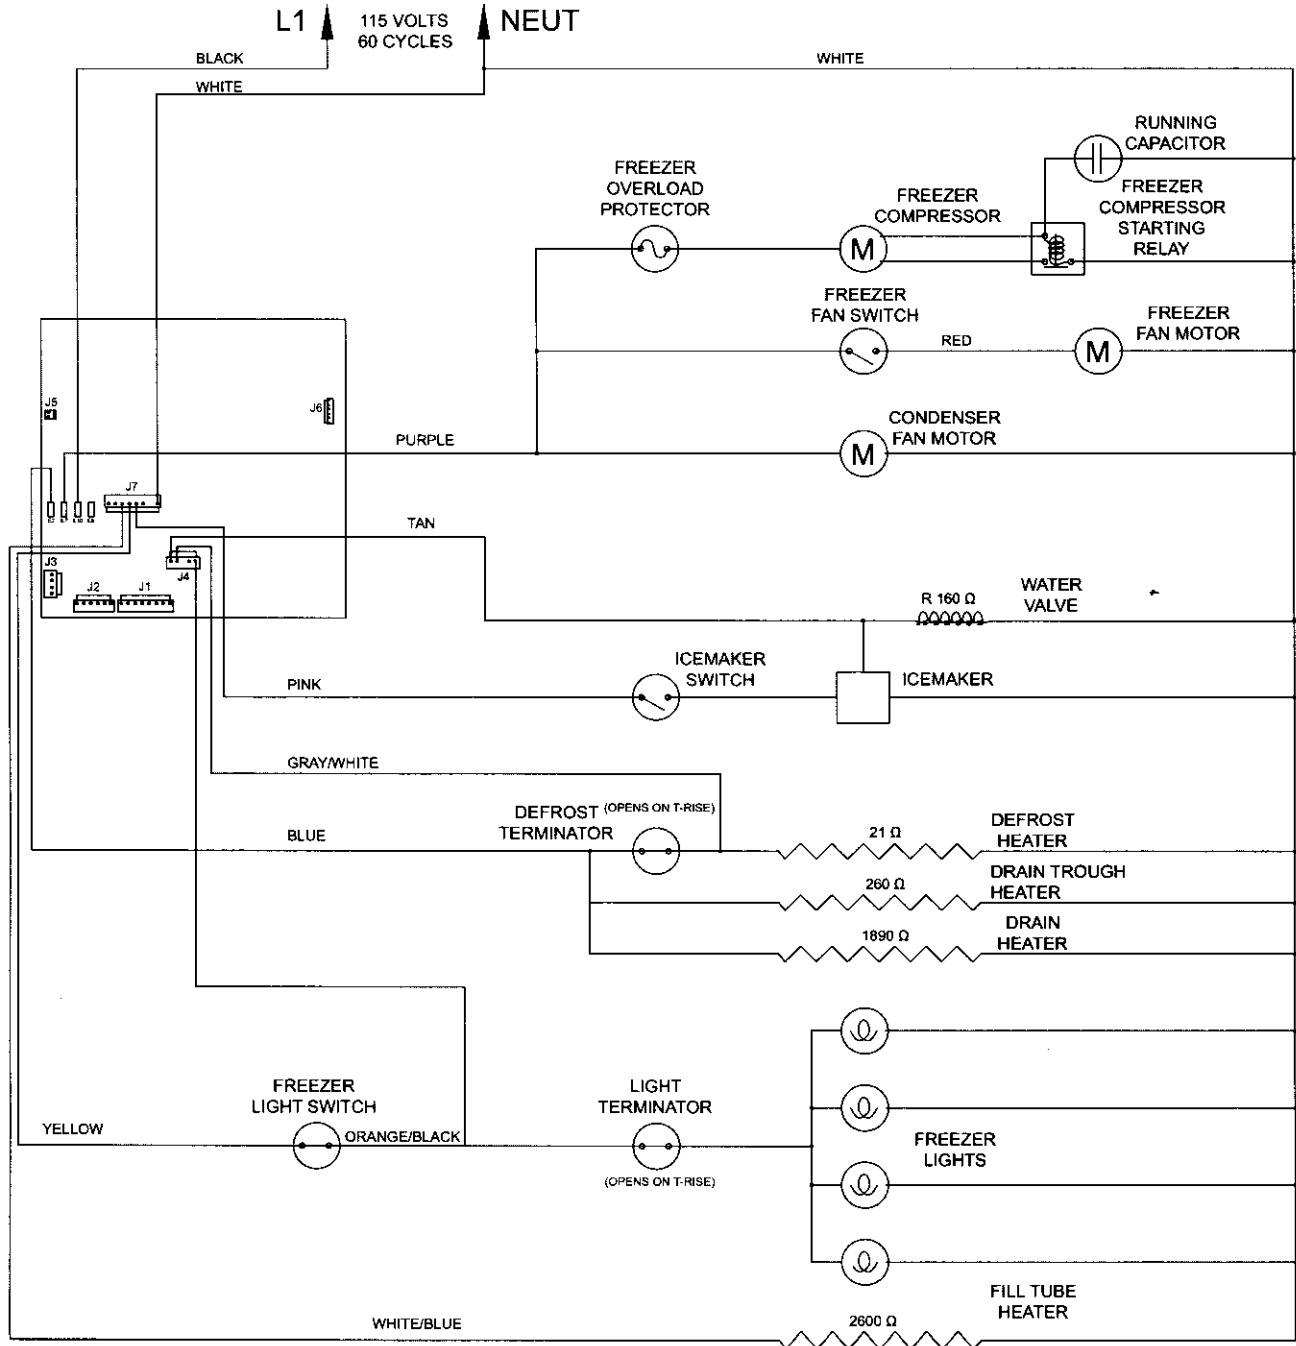 L1
115 VOLTS
60 CYCLES
NEUT
BLACK
WHITE
WHITE
RUNNING
CAPACITOR
FREEZER
OVERLOAD
PROTECTOR
FREEZER
COMPRESSOR
FREEZER
COMPRESSOR
STARTING
RELAY
M
FREEZER
FAN SWITCH
RED
FREEZER
FAN MOTOR
M
J5
J6
PURPLE
CONDENSER
FAN MOTOR
M
J7
TAN
J3
J4
J2
J1
R 160 Ω
WATER
VALVE
PINK
ICEMAKER
SWITCH
ICEMAKER
GRAY/WHITE
BLUE
DEFROST
TERMINATOR
(OPENS ON T-RISE)
21 Ω
DEFROST
HEATER
260 Ω
DRAIN TROUGH
HEATER
1890 Ω
DRAIN
HEATER
FREEZER
LIGHT SWITCH
YELLOW
ORANGE/BLACK
LIGHT
TERMINATOR
(OPENS ON T-RISE)
FREEZER
LIGHTS
WHITE/BLUE
2600 Ω
FILL TUBE
HEATER